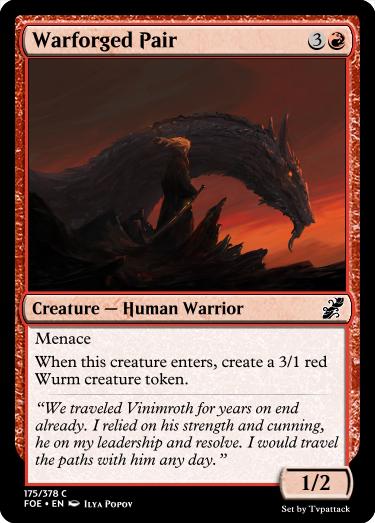 Warforged Pair 3
Creature — Human Warrior
Menace
When this creature enters, create a 3/1 red
Wurm creature token.
“We traveled Vinimroth for years on end
already. I relied on his strength and cunning,
he on my leadership and resolve. I would travel
the paths with him any day.”
1/2
175/378 C
FOE • EN Ilya Popov
Set by Tvpattack